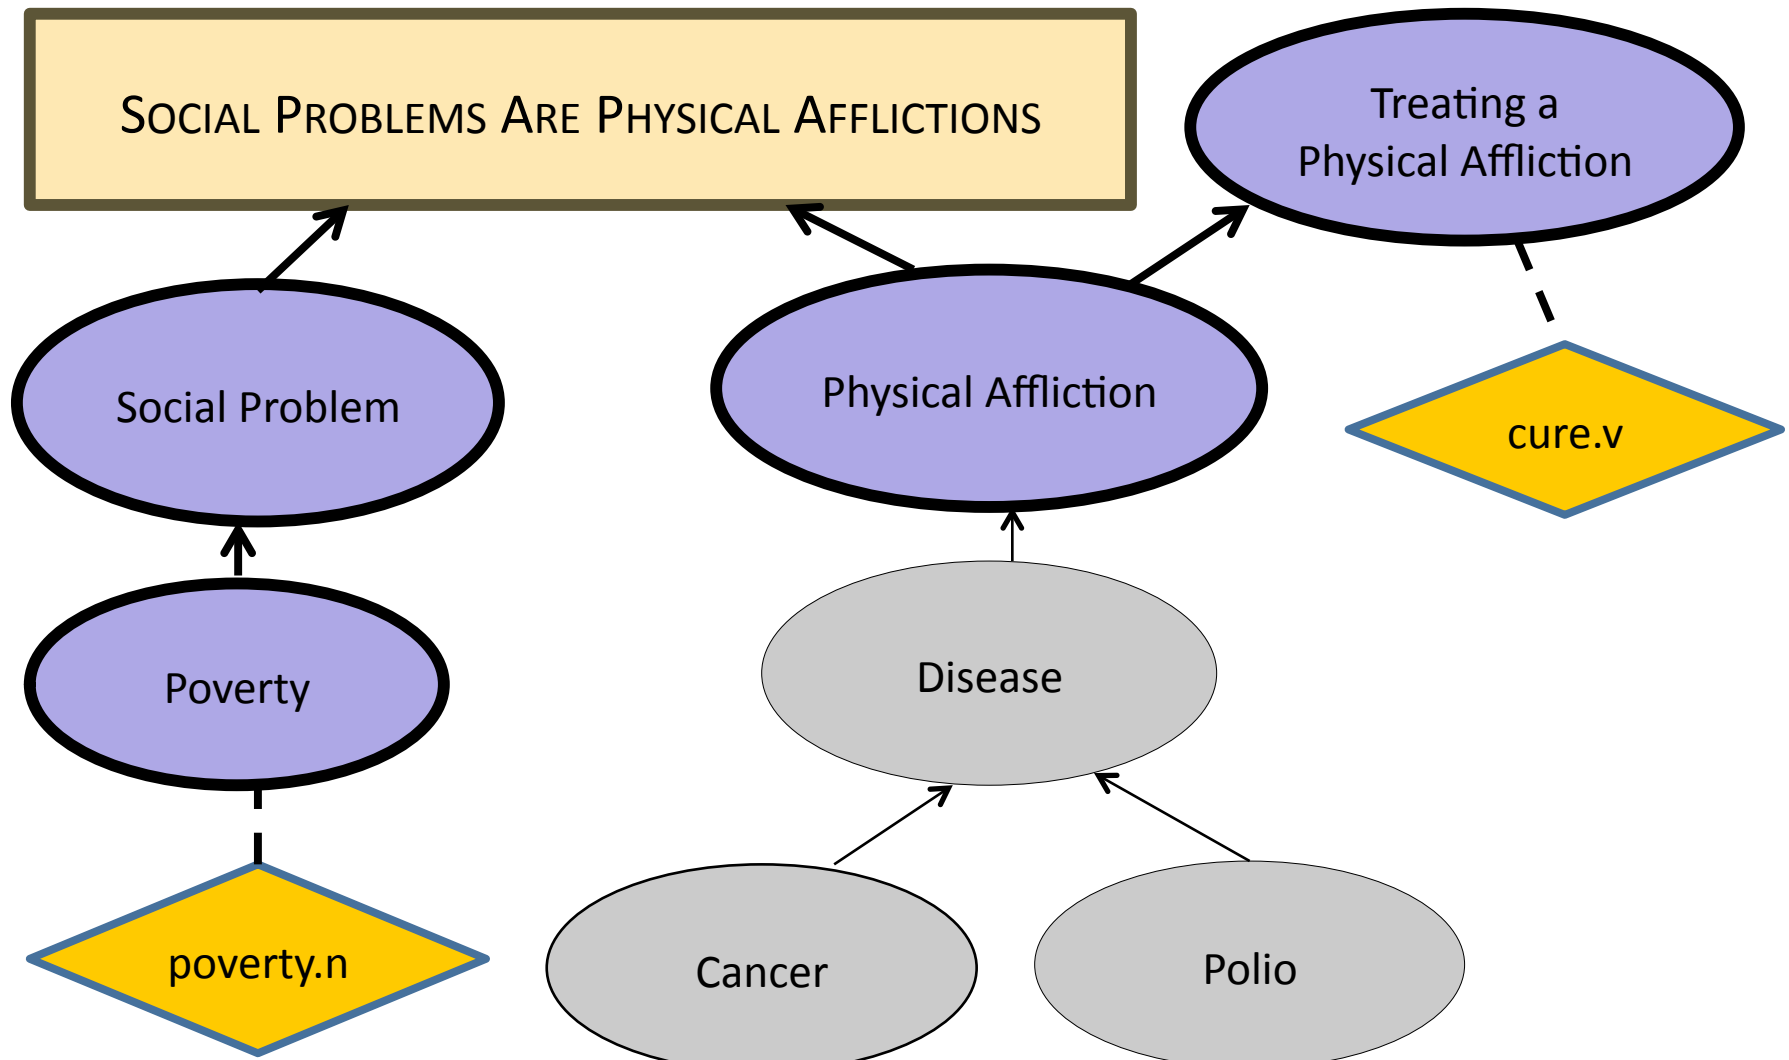 SOCIAL PROBLEMS ARE PHYSICAL AFFLICTIONS
Treating a
Physical Affliction
Social Problem
Physical Affliction
cure.v
Poverty
Disease
poverty.n
Cancer
Polio